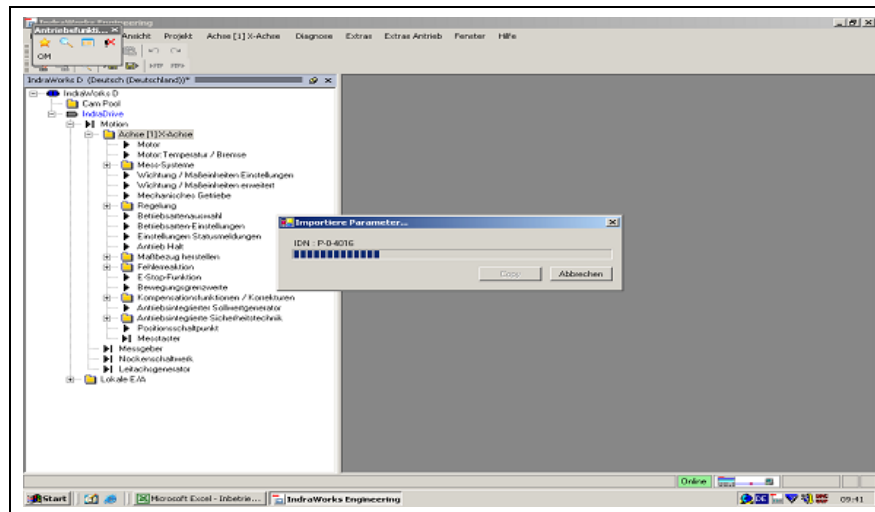 IndraWorks Engineering
Antriebsfunkti...
Ansicht Projekt Achse [1] X-Achse Diagnose Extras Extras Antrieb Fenster Hilfe
OM
IndraWorks D (Deutsch (Deutschland))*
IndraWorks D
Cam Pool
IndraDrive
Motion
Achse [1] X-Achse
Motor
Motor: Temperatur / Bremse
Mess-Systeme
Wichtung / Maßeinheiten Einstellungen
Wichtung / Maßeinheiten erweitert
Mechanisches Getriebe
Regelung
Betriebsartenauswahl
Betriebsarten-Einstellungen
Einstellungen Statusmeldungen
Antrieb Halt
Maßbezug herstellen
Fehlerreaktion
E-Stop-Funktion
Bewegungsgrenzwerte
Kompensationsfunktionen / Korrekturen
Antriebsintegrierter Sollwertgenerator
Antriebsintegrierte Sicherheitstechnik
Positionsschaltpunkt
Messtaster
Messgeber
Nockenschaltwerk
Leitachsgenerator
Lokale E/A
Importiere Parameter...
IDN : P-0-4016
Copy Abbrechen
Online
Start Microsoft Excel - Inbetrie... IndraWorks Engineering DE 09:41